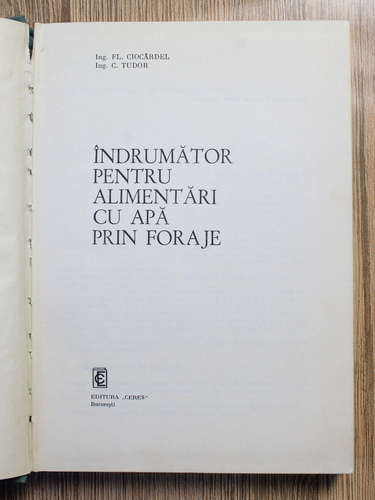 Ing. FL. CIOCÂRDEL
Ing. C. TUDOR
ÎNDRUMĂTOR
PENTRU
ALIMENTĂRI
CU APĂ
PRIN FORAJE
EDITURA „CERES"
București